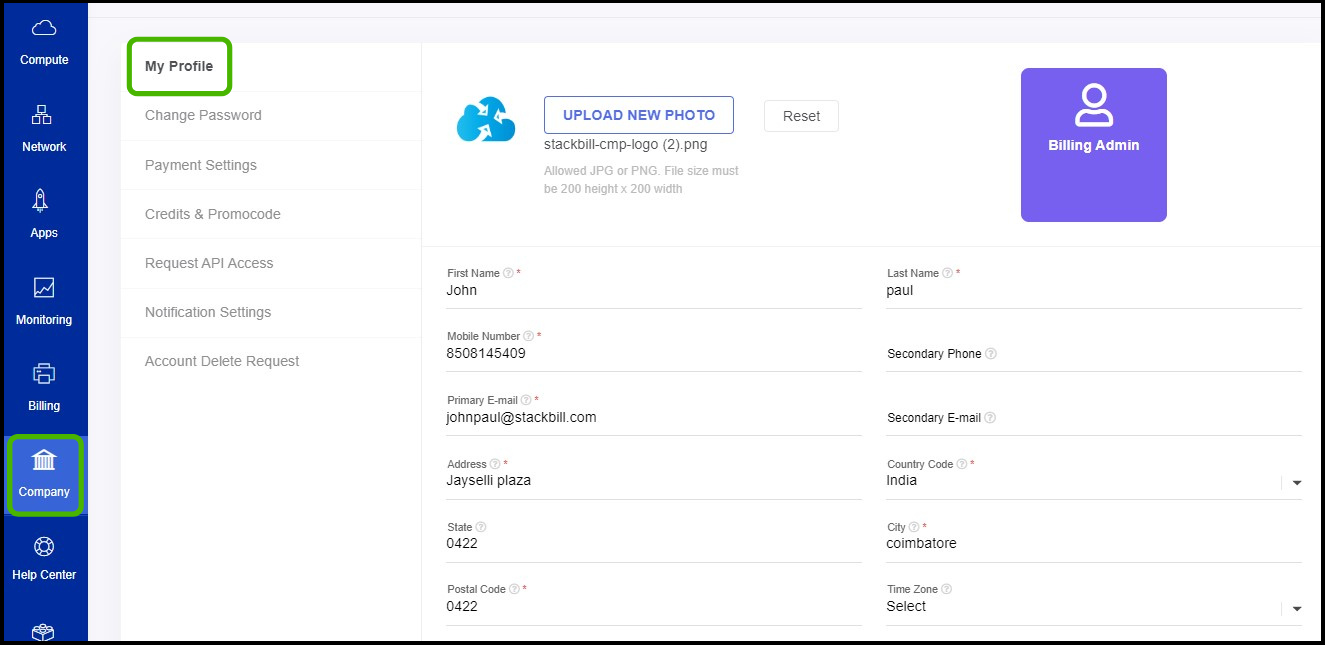 Compute
Network
Apps
Monitoring
Billing
Company
Help Center
My Profile
Change Password
Payment Settings
Credits & Promocode
Request API Access
Notification Settings
Account Delete Request
UPLOAD NEW PHOTO
Reset
stackbill-cmp-logo (2).png
Allowed JPG or PNG. File size must
be 200 height x 200 width
Billing Admin
First Name ? *
John
Last Name ? *
paul
Mobile Number ? *
8508145409
Secondary Phone ?
Primary E-mail ? *
johnpaul@stackbill.com
Secondary E-mail ?
Address ? *
Jayselli plaza
Country Code ? *
India
State ?
0422
City ? *
coimbatore
Postal Code ? *
0422
Time Zone ?
Select